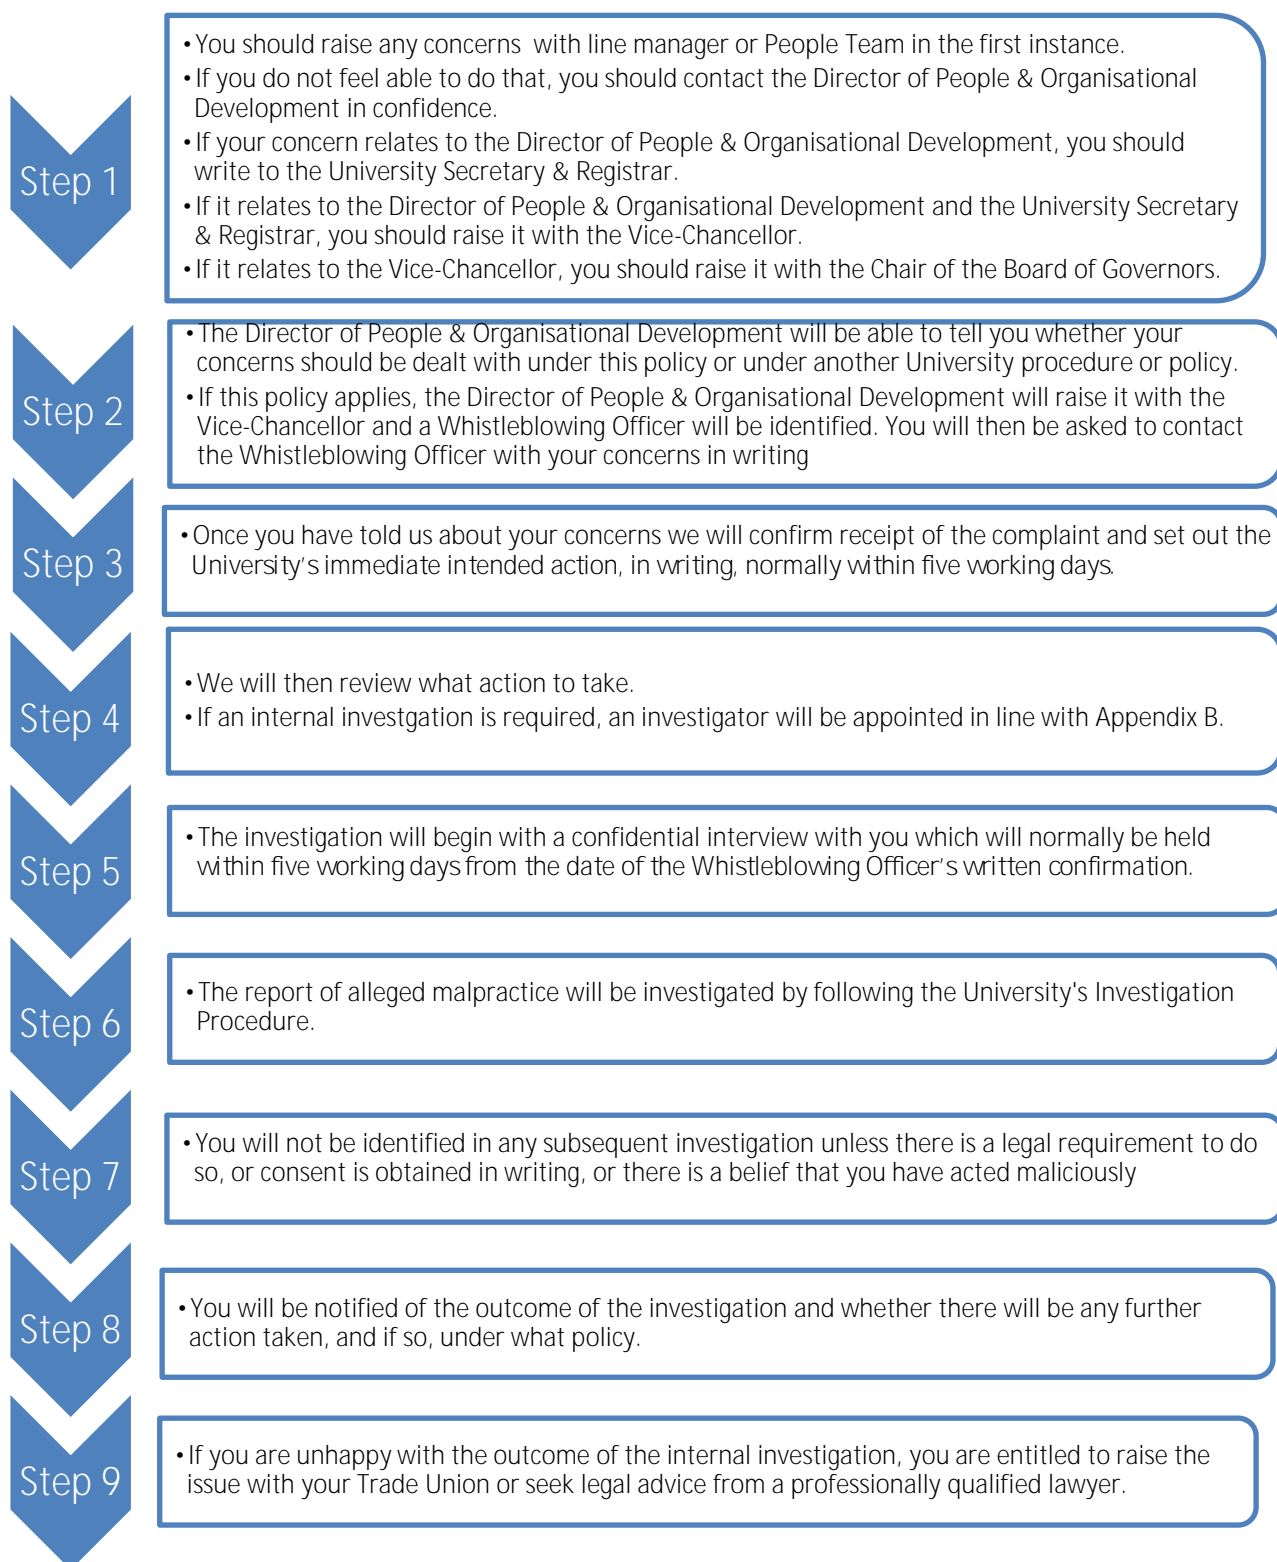 Step 1
• You should raise any concerns  with line manager or People Team in the first instance.
• If you do not feel able to do that, you should contact the Director of People & Organisational
Development in confidence.
• If your concern relates to the Director of People & Organisational Development, you should
write to the University Secretary & Registrar.
• If it relates to the Director of People & Organisational Development and the University Secretary
& Registrar, you should raise it with the Vice-Chancellor.
• If it relates to the Vice-Chancellor, you should raise it with the Chair of the Board of Governors.
Step 2
• The Director of People & Organisational Development will be able to tell you whether your
concerns should be dealt with under this policy or under another University procedure or policy.
• If this policy applies, the Director of People & Organisational Development will raise it with the
Vice-Chancellor and a Whistleblowing Officer will be identified. You will then be asked to contact
the Whistleblowing Officer with your concerns in writing
Step 3
• Once you have told us about your concerns we will confirm receipt of the complaint and set out the
University's immediate intended action, in writing, normally within five working days.
Step 4
• We will then review what action to take.
• If an internal investgation is required, an investigator will be appointed in line with Appendix B.
Step 5
• The investigation will begin with a confidential interview with you which will normally be held
within five working days from the date of the Whistleblowing Officer's written confirmation.
Step 6
• The report of alleged malpractice will be investigated by following the University's Investigation
Procedure.
Step 7
• You will not be identified in any subsequent investigation unless there is a legal requirement to do
so, or consent is obtained in writing, or there is a belief that you have acted maliciously
Step 8
• You will be notified of the outcome of the investigation and whether there will be any further
action taken, and if so, under what policy.
Step 9
• If you are unhappy with the outcome of the internal investigation, you are entitled to raise the
issue with your Trade Union or seek legal advice from a professionally qualified lawyer.